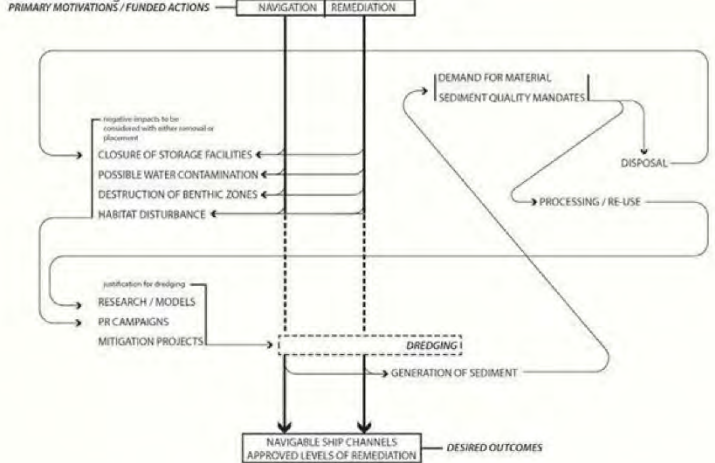 PRIMARY MOTIVATIONS / FUNDED ACTIONS
NAVIGATION
REMEDIATION
DEMAND FOR MATERIAL
SEDIMENT QUALITY MANDATES
negative impacts to be
considered with either removal or
placement
CLOSURE OF STORAGE FACILITIES
DISPOSAL
POSSIBLE WATER CONTAMINATION
DESTRUCTION OF BENTHIC ZONES
PROCESSING / RE-USE
HABITAT DISTURBANCE
justification for dredging
RESEARCH / MODELS
PR CAMPAIGNS
MITIGATION PROJECTS
DREDGING
GENERATION OF SEDIMENT
NAVIGABLE SHIP CHANNELS
APPROVED LEVELS OF REMEDIATION
DESIRED OUTCOMES